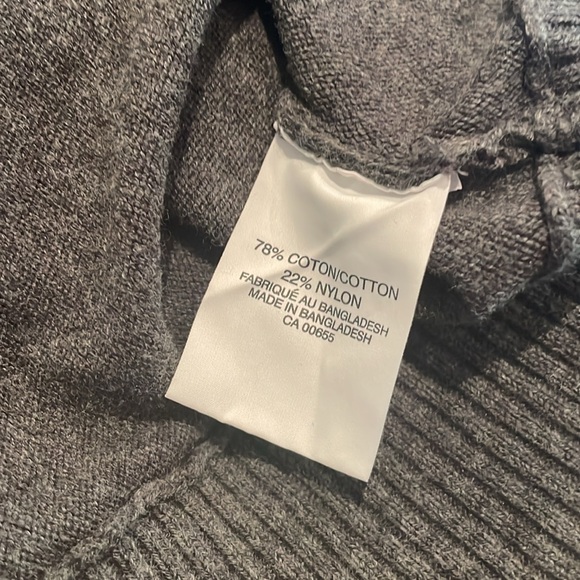 78% COTON/COTTON
22% NYLON
FABRIQUÉ AU BANGLADESH
MADE IN BANGLADESH
CA 00655